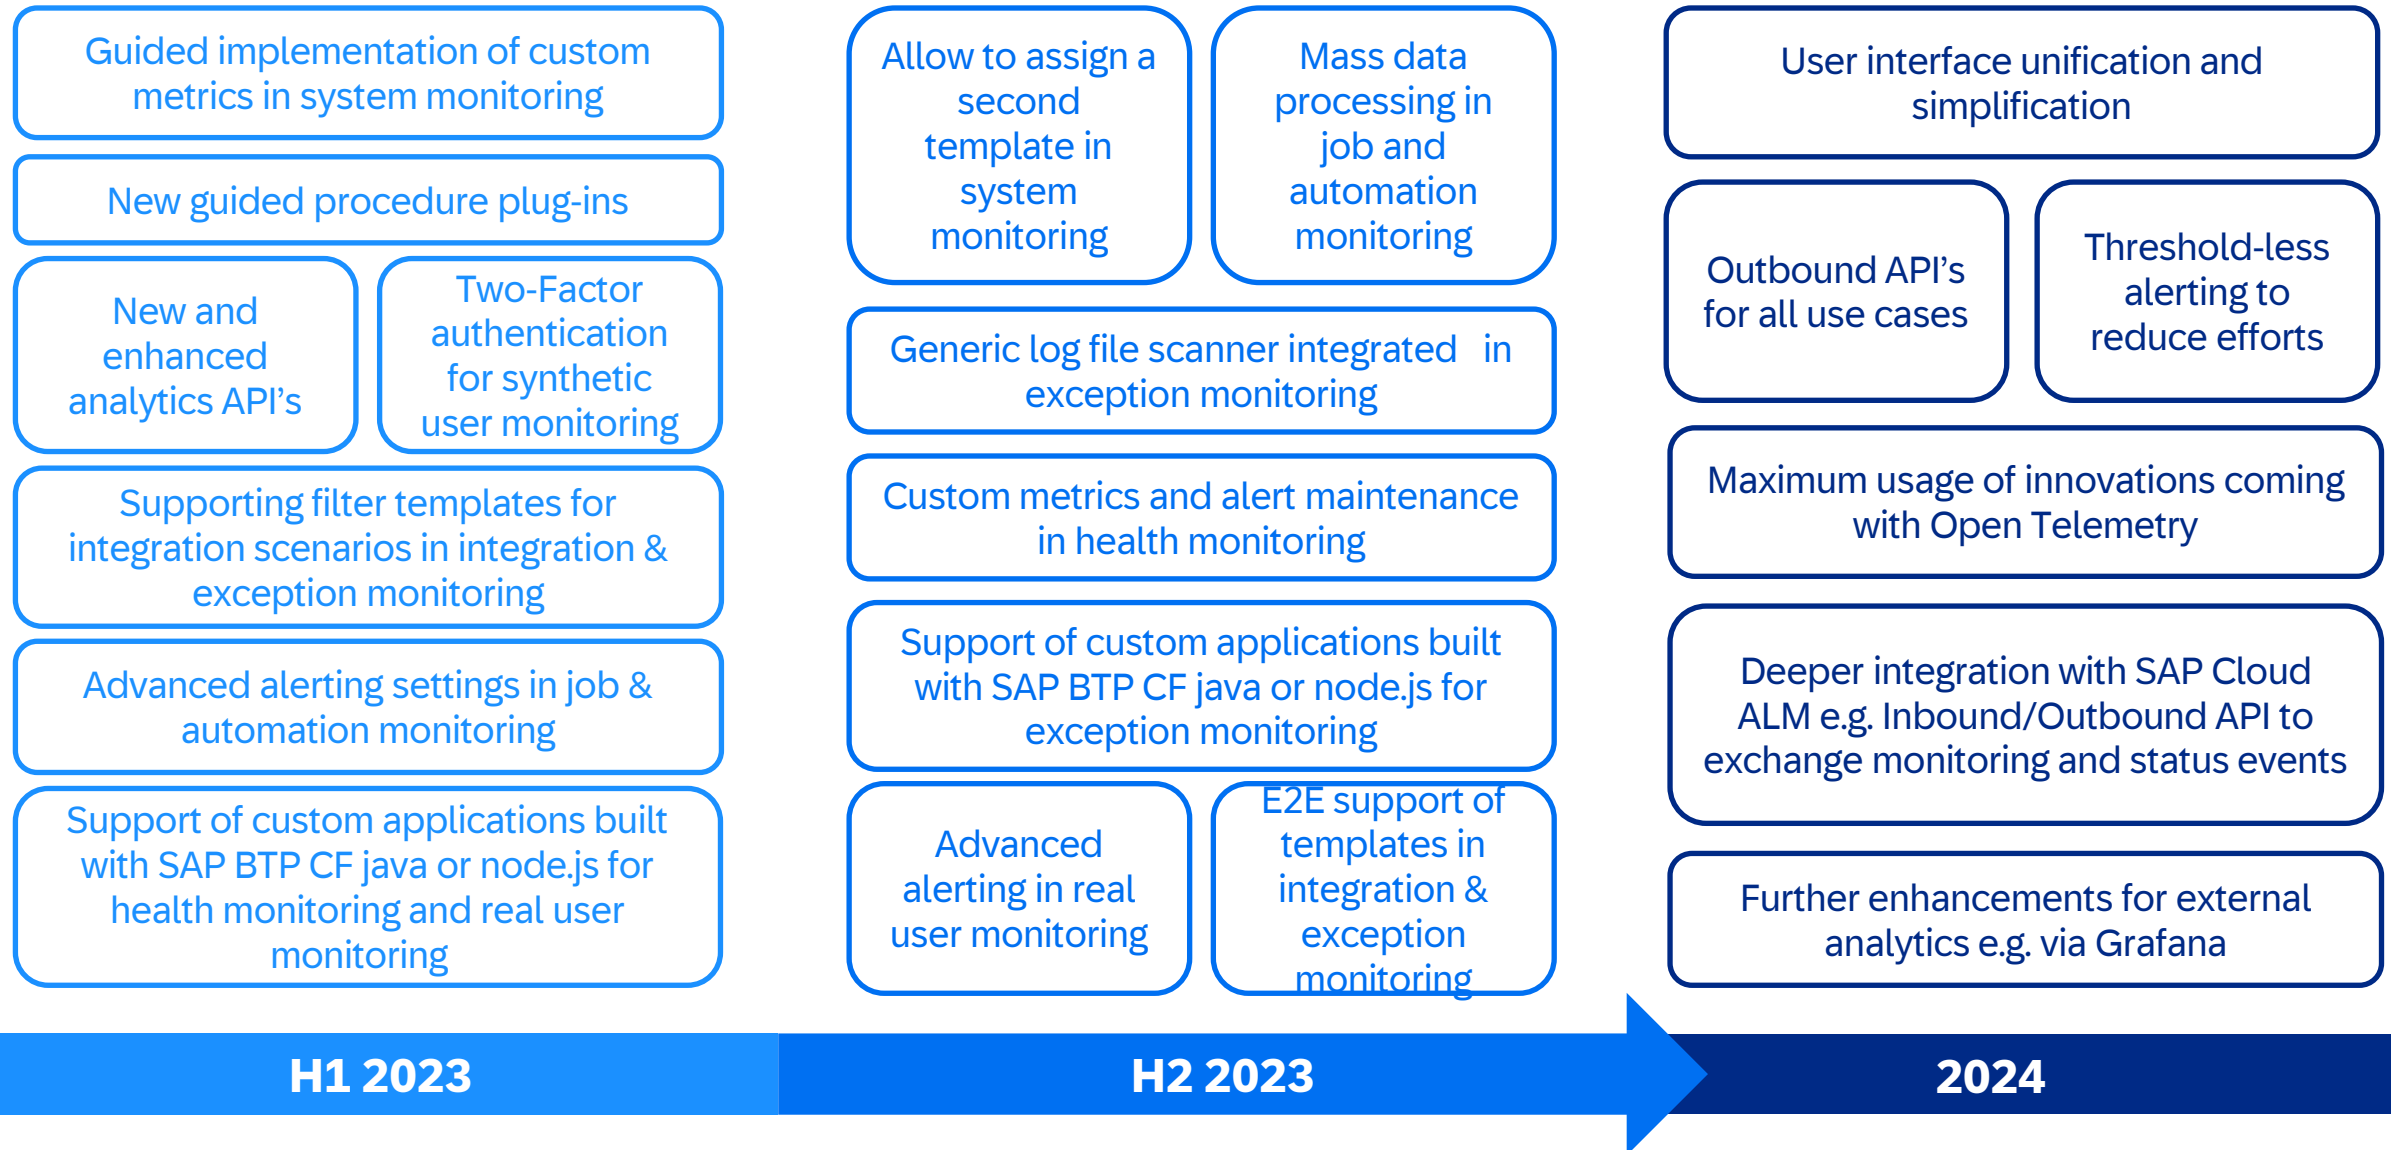 Guided implementation of custom
metrics in system monitoring
New guided procedure plug-ins
New and
enhanced
analytics API’s
Two-Factor
authentication
for synthetic
user monitoring
Supporting filter templates for
integration scenarios in integration &
exception monitoring
Advanced alerting settings in job &
automation monitoring
Support of custom applications built
with SAP BTP CF java or node.js for
health monitoring and real user
monitoring
H1 2023
Allow to assign a
second
template in
system
monitoring
Mass data
processing in
job and
automation
monitoring
Generic log file scanner integrated in
exception monitoring
Custom metrics and alert maintenance
in health monitoring
Support of custom applications built
with SAP BTP CF java or node.js for
exception monitoring
Advanced
alerting in real
user monitoring
E2E support of
templates in
integration &
exception
monitoring
H2 2023
User interface unification and
simplification
Outbound API’s
for all use cases
Threshold-less
alerting to
reduce efforts
Maximum usage of innovations coming
with Open Telemetry
Deeper integration with SAP Cloud
ALM e.g. Inbound/Outbound API to
exchange monitoring and status events
Further enhancements for external
analytics e.g. via Grafana
2024